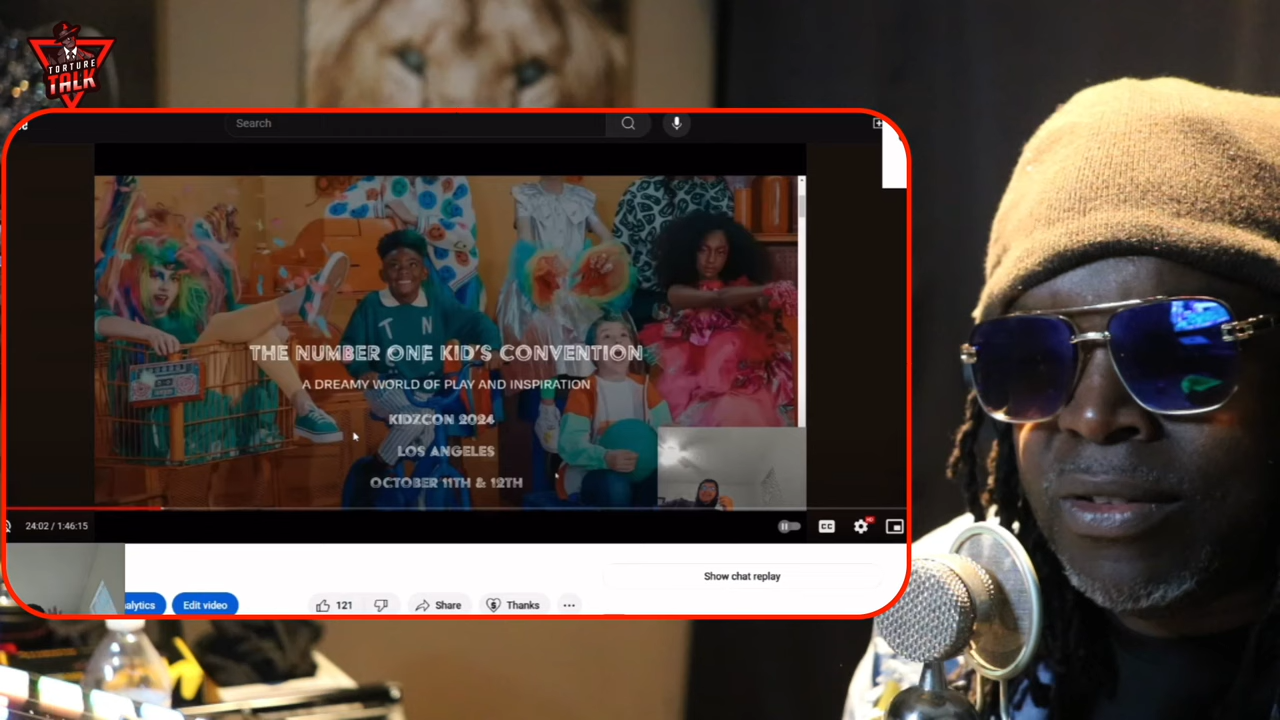 TORTURE
TALK
Search
T N
THE NUMBER ONE KID'S CONVENTION
A DREAMY WORLD OF PLAY AND INSPIRATION
KIDZCON 2024
LOS ANGELES
OCTOBER 11TH & 12TH
24:02 / 1:46:15
CC
HD
Show chat replay
Edit video
121
Share
Thanks